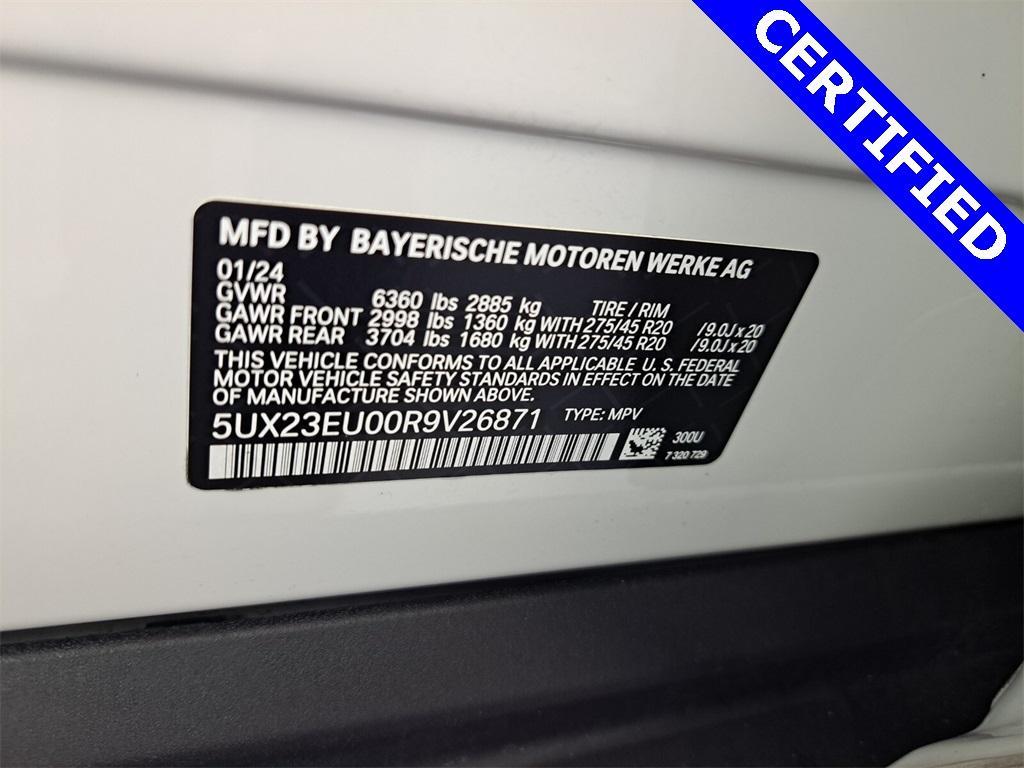 CERTIFIED
MFD BY BAYERISCHE MOTOREN WERKE AG
01/24
GVWR 6360 lbs 2885 kg TIRE / RIM
GAWR FRONT 2998 lbs 1360 kg WITH 275/45 R20 /9.0J x 20
GAWR REAR 3704 lbs 1680 kg WITH 275/45 R20 /9.0J x 20
THIS VEHICLE CONFORMS TO ALL APPLICABLE U.S. FEDERAL
MOTOR VEHICLE SAFETY STANDARDS IN EFFECT ON THE DATE
OF MANUFACTURE SHOWN ABOVE.
5UX23EU00R9V26871 TYPE: MPV
300U
7 320 729